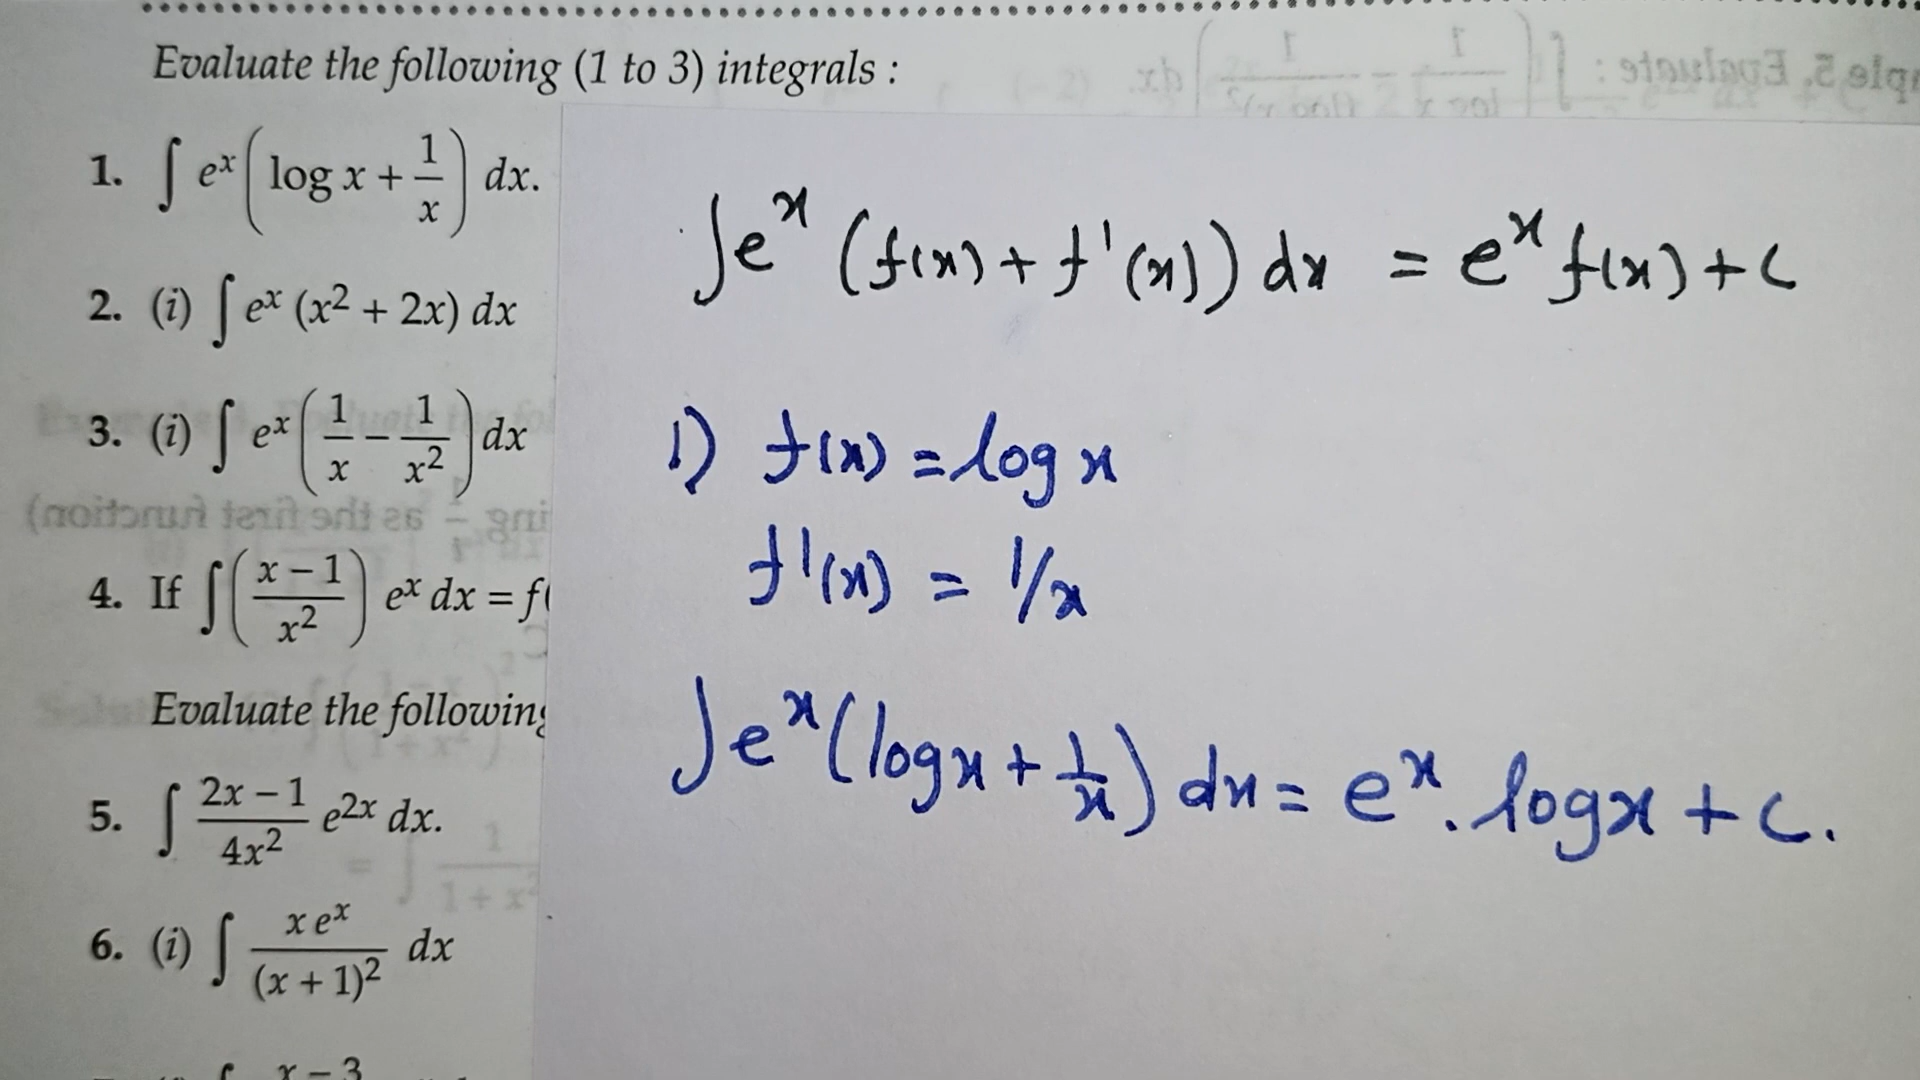 Evaluate the following (1 to 3) integrals :
1. ∫ eˣ (log x + 1/x) dx.
2. (i) ∫ eˣ (x² + 2x) dx
3. (i) ∫ eˣ (1/x − 1/x²) dx
4. If ∫ ((x − 1)/x²) eˣ dx = f(
Evaluate the following
5. ∫ (2x − 1)/(4x²) e²ˣ dx.
6. (i) ∫ x eˣ/(x + 1)² dx
x − 3
∫eˣ (f(x) + f'(x)) dx = eˣ f(x) + c
1) f(x) = log x
f'(x) = 1/x
∫eˣ(log x + 1/x) dx = eˣ. log x + c.